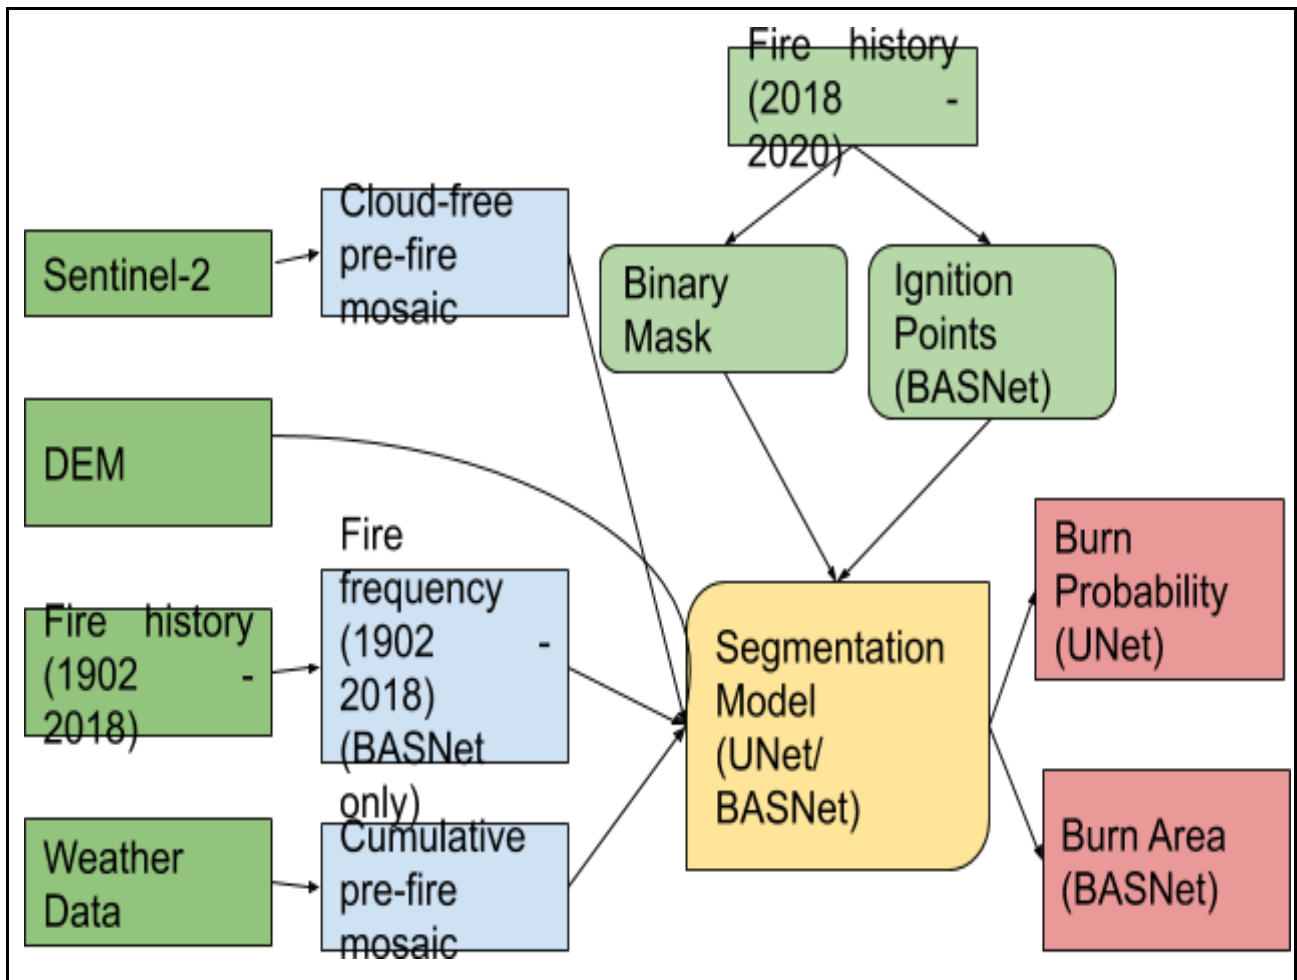 Fire history
(2018 -
2020)
Cloud-free
pre-fire
mosaic
Sentinel-2
Binary
Mask
Ignition
Points
(BASNet)
DEM
Fire history
(1902 -
2018)
Fire
frequency
(1902 -
2018)
(BASNet
only)
Segmentation
Model
(UNet/
BASNet)
Burn
Probability
(UNet)
Weather
Data
Cumulative
pre-fire
mosaic
Burn Area
(BASNet)